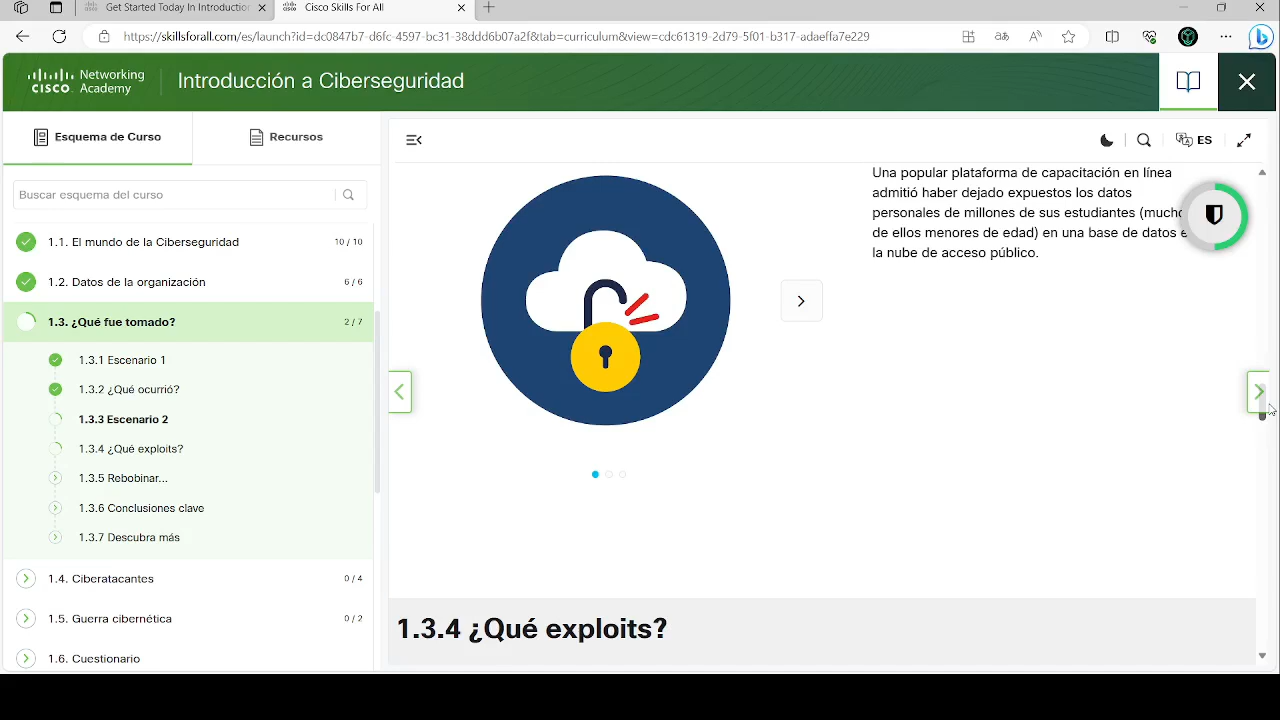 Get Started Today In Introduction
Cisco Skills For All
https://skillsforall.com/es/launch?id=dc0847b7-d6fc-4597-bc31-38ddd6b07a2f&tab=curriculum&view=cdc61319-2d79-5f01-b317-adaeffa7e229
Networking
CISCO Academy
Introducción a Ciberseguridad
Esquema de Curso
Recursos
ES
Buscar esquema del curso
1.1. El mundo de la Ciberseguridad 10 / 10
1.2. Datos de la organización 6 / 6
1.3. ¿Qué fue tomado? 2 / 7
1.3.1 Escenario 1
1.3.2 ¿Qué ocurrió?
1.3.3 Escenario 2
1.3.4 ¿Qué exploits?
1.3.5 Rebobinar...
1.3.6 Conclusiones clave
1.3.7 Descubra más
1.4. Ciberatacantes 0 / 4
1.5. Guerra cibernética 0 / 2
1.6. Cuestionario
Una popular plataforma de capacitación en línea
admitió haber dejado expuestos los datos
personales de millones de sus estudiantes (much
de ellos menores de edad) en una base de datos e
la nube de acceso público.
1.3.4 ¿Qué exploits?